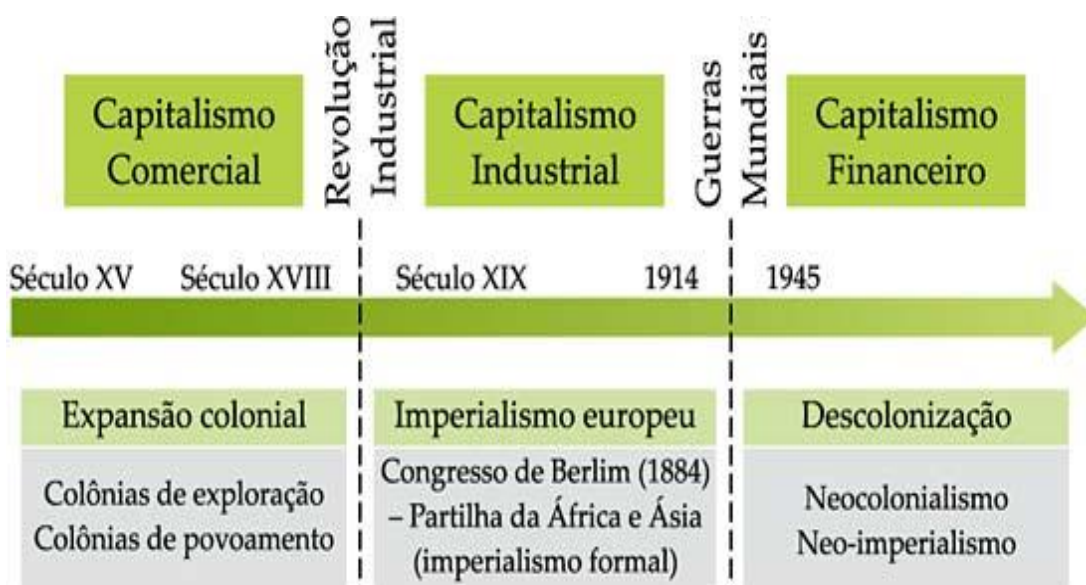 Capitalismo
Comercial
Revolução
Industrial
Capitalismo
Industrial
Guerras
Mundiais
Capitalismo
Financeiro
Século XV
Século XVIII
Século XIX
1914
1945
Expansão colonial
Colônias de exploração
Colônias de povoamento
Imperialismo europeu
Congresso de Berlim (1884)
– Partilha da África e Ásia
(imperialismo formal)
Descolonização
Neocolonialismo
Neo-imperialismo